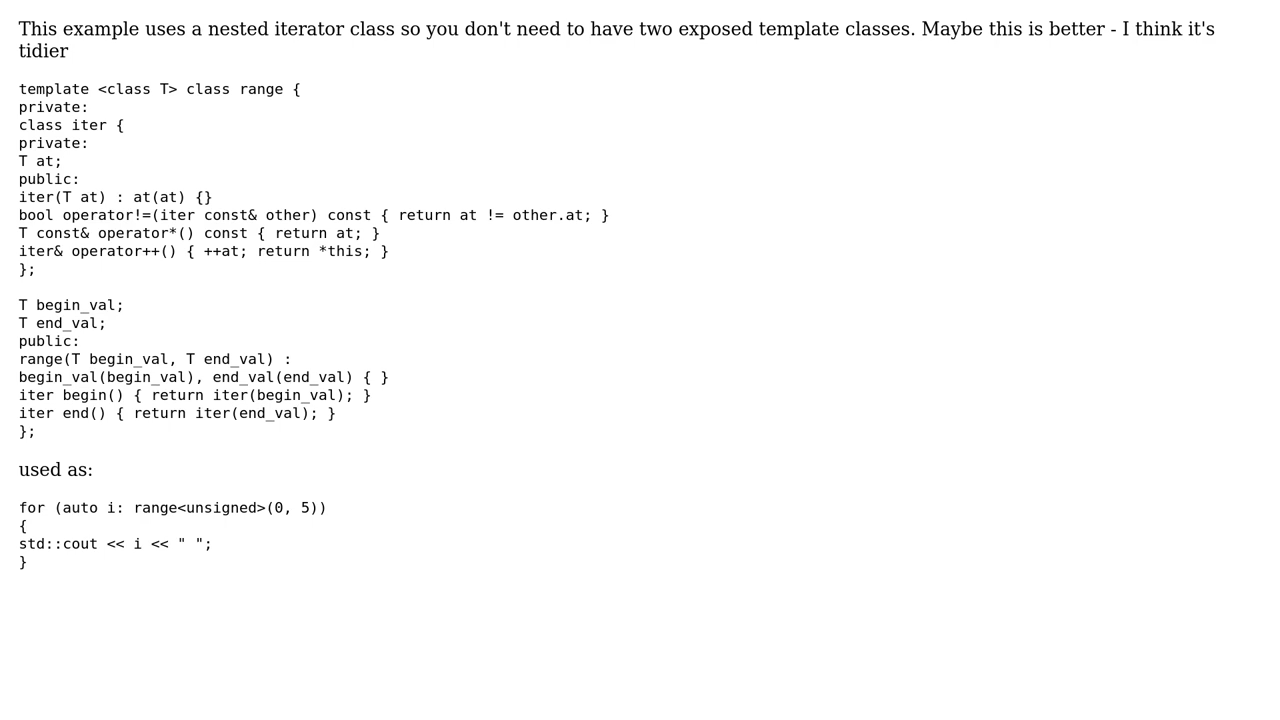 This example uses a nested iterator class so you don't need to have two exposed template classes. Maybe this is better - I think it's
tidier
template <class T> class range {
private:
class iter {
private:
T at;
public:
iter(T at) : at(at) {}
bool operator!=(iter const& other) const { return at != other.at; }
T const& operator*() const { return at; }
iter& operator++() { ++at; return *this; }
};
T begin_val;
T end_val;
public:
range(T begin_val, T end_val) :
begin_val(begin_val), end_val(end_val) { }
iter begin() { return iter(begin_val); }
iter end() { return iter(end_val); }
};
used as:
for (auto i: range<unsigned>(0, 5))
{
std::cout << i << " ";
}